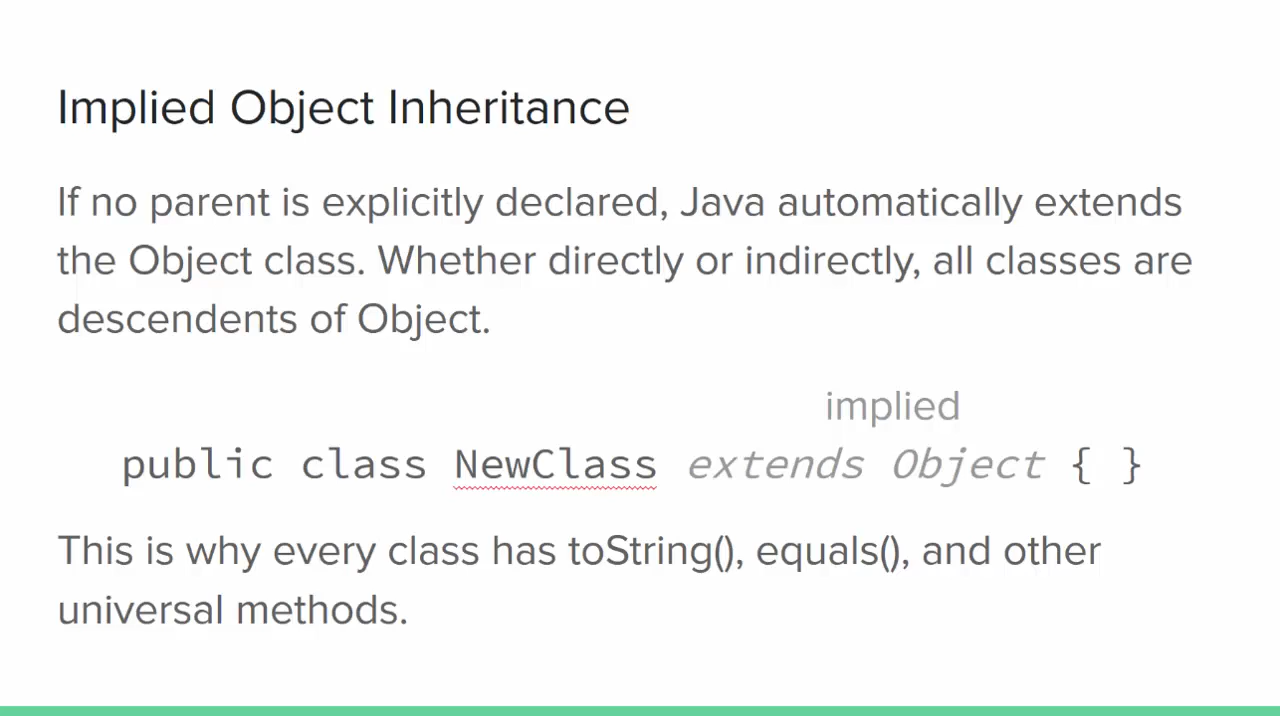 Implied Object Inheritance
If no parent is explicitly declared, Java automatically extends
the Object class. Whether directly or indirectly, all classes are
descendents of Object.
implied
public class NewClass extends Object { }
This is why every class has toString(), equals(), and other
universal methods.